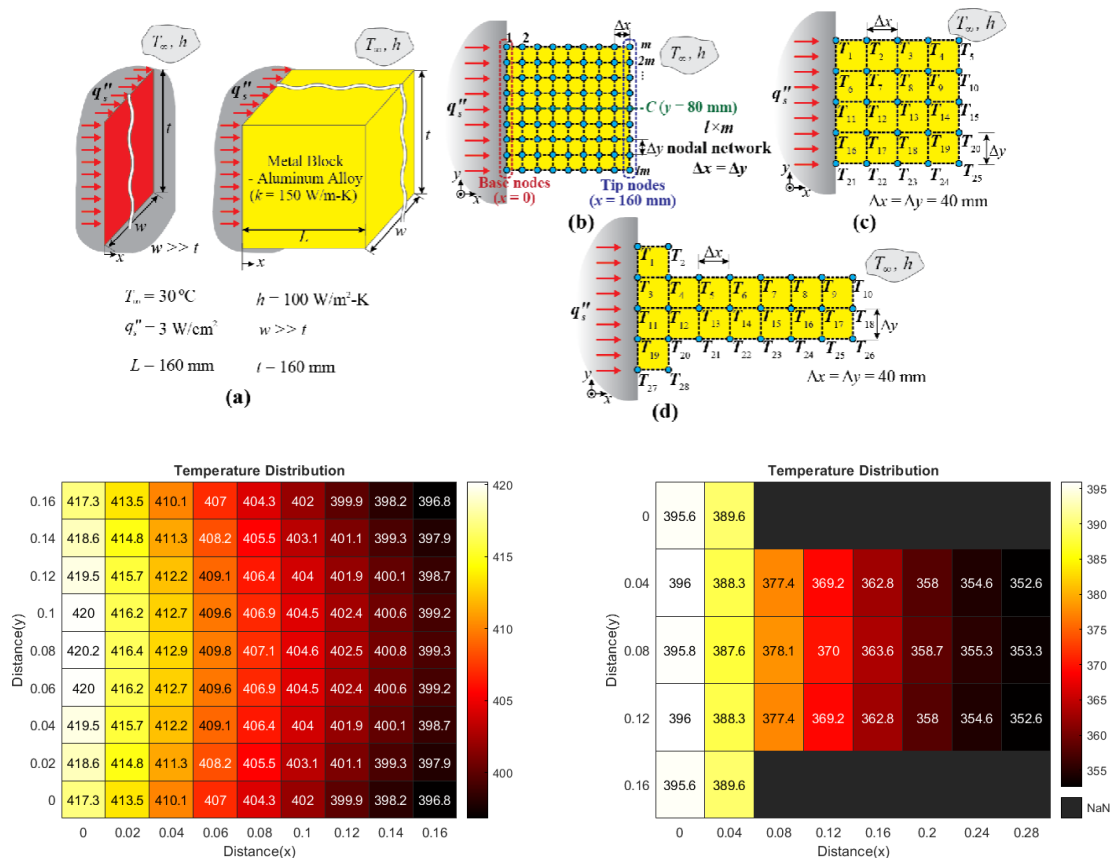 T∞, h
T∞, h
q"s
q"s
t
t
Metal Block
- Aluminum Alloy
(k = 150 W/m-K)
w
w
L
w >> t
x
x
T∞ = 30 °C
h = 100 W/m²-K
q"s = 3 W/cm²
w >> t
L – 160 mm
t – 160 mm
(a)
Δx
1 2
m
2m
⋮
T∞, h
q"s
C (y = 80 mm)
l×m
Δy nodal network
Δx = Δy
lm
y
x
Base nodes
(x = 0)
Tip nodes
(x = 160 mm)
(b)
T∞, h
Δx
q"s
T1 T2 T3 T4 T5
T6 T7 T8 T9 T10
T11 T12 T13 T14 T15
T16 T17 T18 T19 T20
Δy
T21 T22 T23 T24 T25
y
x
Δx = Δy = 40 mm
(c)
T∞, h
Δx
q"s
T1 T2
T3 T4 T5 T6 T7 T8 T9 T10
T11 T12 T13 T14 T15 T16 T17 T18
Δy
T19 T20 T21 T22 T23 T24 T25 T26
T27 T28
y
x
Δx = Δy = 40 mm
(d)
Temperature Distribution
0.16 417.3 413.5 410.1 407 404.3 402 399.9 398.2 396.8
0.14 418.6 414.8 411.3 408.2 405.5 403.1 401.1 399.3 397.9
0.12 419.5 415.7 412.2 409.1 406.4 404 401.9 400.1 398.7
0.1 420 416.2 412.7 409.6 406.9 404.5 402.4 400.6 399.2
0.08 420.2 416.4 412.9 409.8 407.1 404.6 402.5 400.8 399.3
0.06 420 416.2 412.7 409.6 406.9 404.5 402.4 400.6 399.2
0.04 419.5 415.7 412.2 409.1 406.4 404 401.9 400.1 398.7
0.02 418.6 414.8 411.3 408.2 405.5 403.1 401.1 399.3 397.9
0 417.3 413.5 410.1 407 404.3 402 399.9 398.2 396.8
0 0.02 0.04 0.06 0.08 0.1 0.12 0.14 0.16
Distance(x)
Distance(y)
420
415
410
405
400
Temperature Distribution
0 395.6 389.6
0.04 396 388.3 377.4 369.2 362.8 358 354.6 352.6
0.08 395.8 387.6 378.1 370 363.6 358.7 355.3 353.3
0.12 396 388.3 377.4 369.2 362.8 358 354.6 352.6
0.16 395.6 389.6
0 0.04 0.08 0.12 0.16 0.2 0.24 0.28
Distance(x)
Distance(y)
395
390
385
380
375
370
365
360
355
NaN